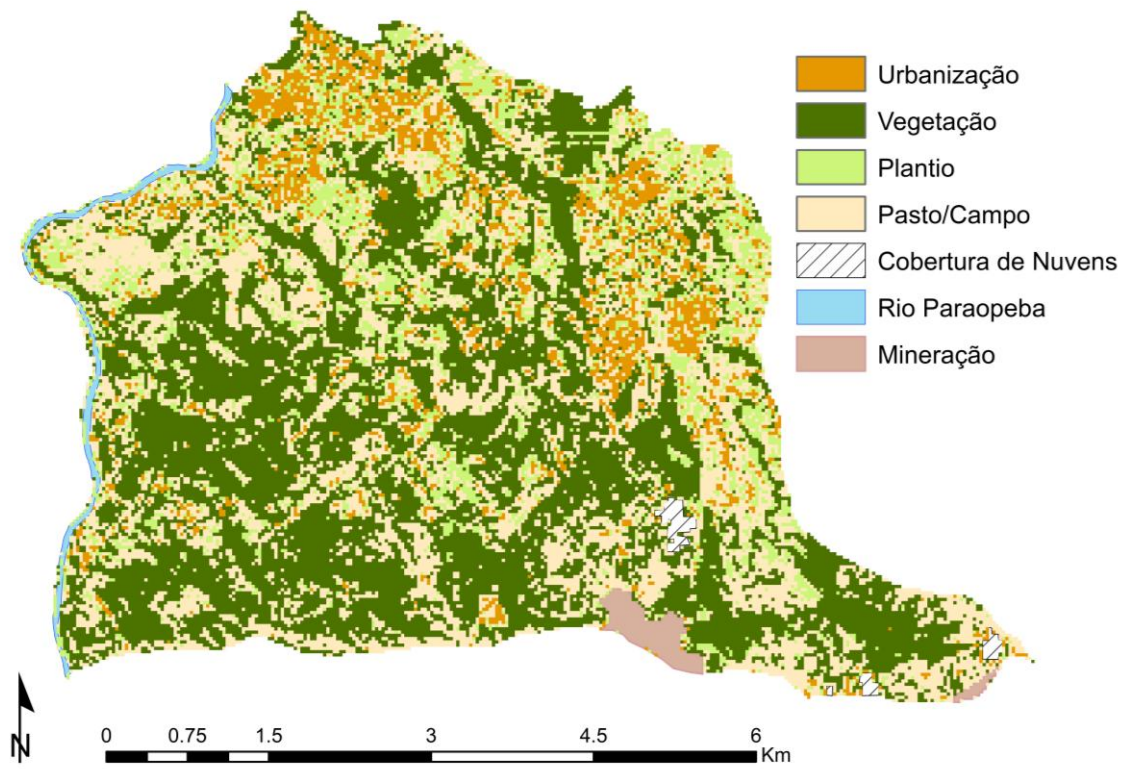 Urbanização
Vegetação
Plantio
Pasto/Campo
Cobertura de Nuvens
Rio Paraopeba
Mineração
N
0 0.75 1.5 3 4.5 6
Km